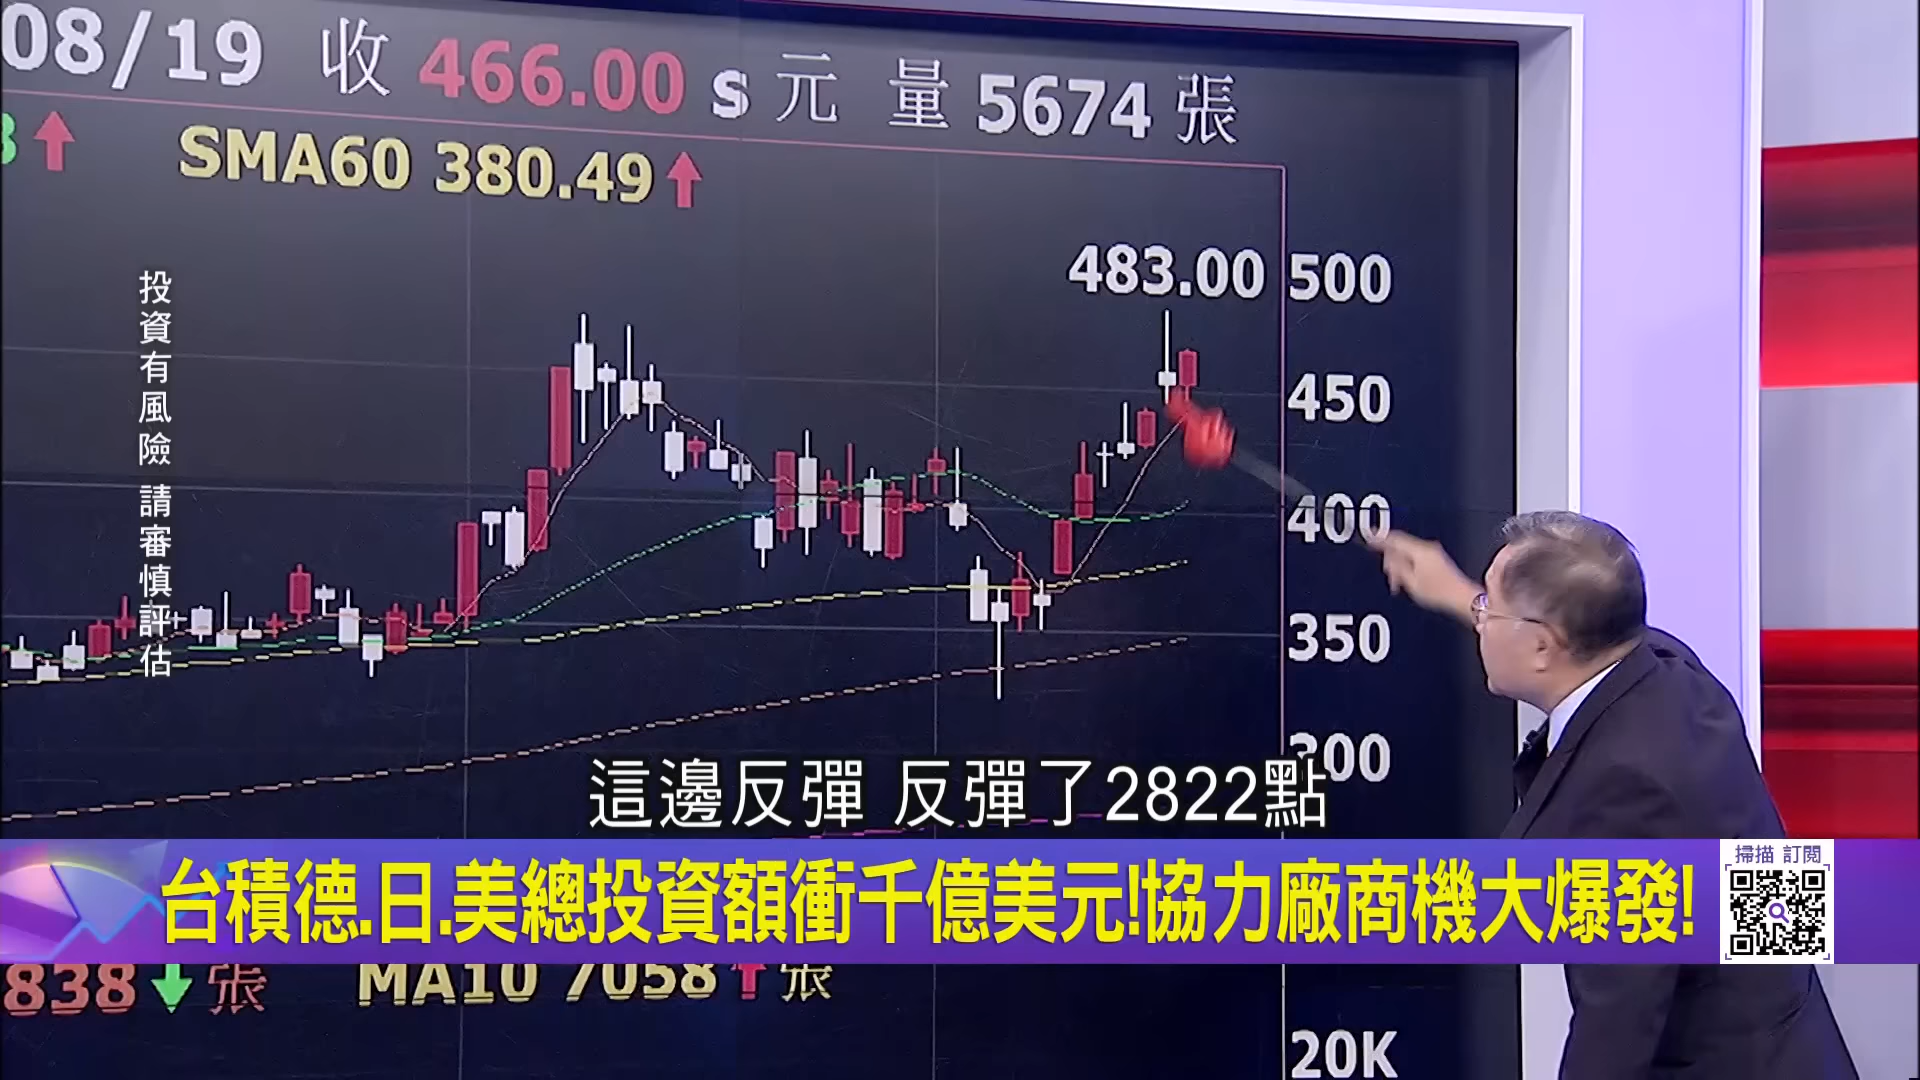 08/19 收 466.00 s 元 量 5674 張
SMA60 380.49
483.00
500
450
400
350
300
投資有風險 請審慎評估
這邊反彈 反彈了2822點
台積德.日.美總投資額衝千億美元!協力廠商機大爆發!
掃描 訂閱
838 張 MA10 7058 張
20K